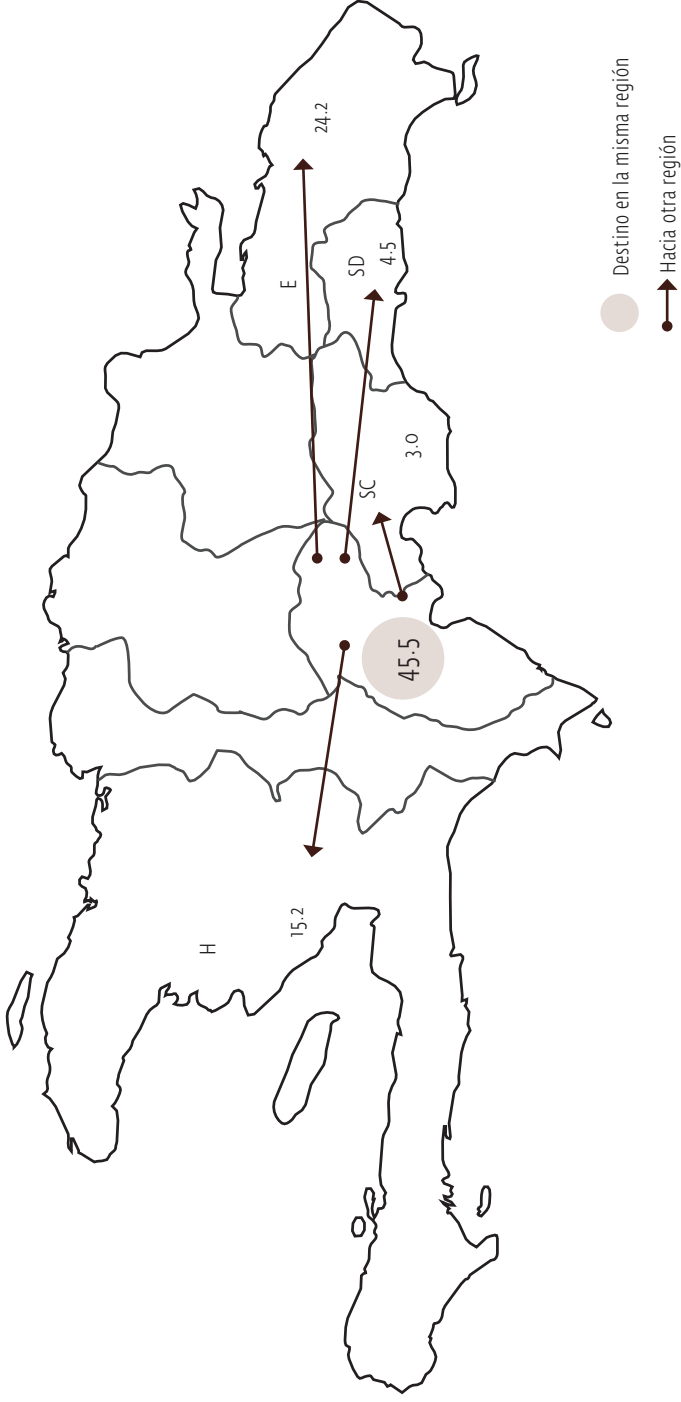 H
15.2
E
24.2
SD
4.5
SC
3.0
45.5
Destino en la misma región
Hacia otra región